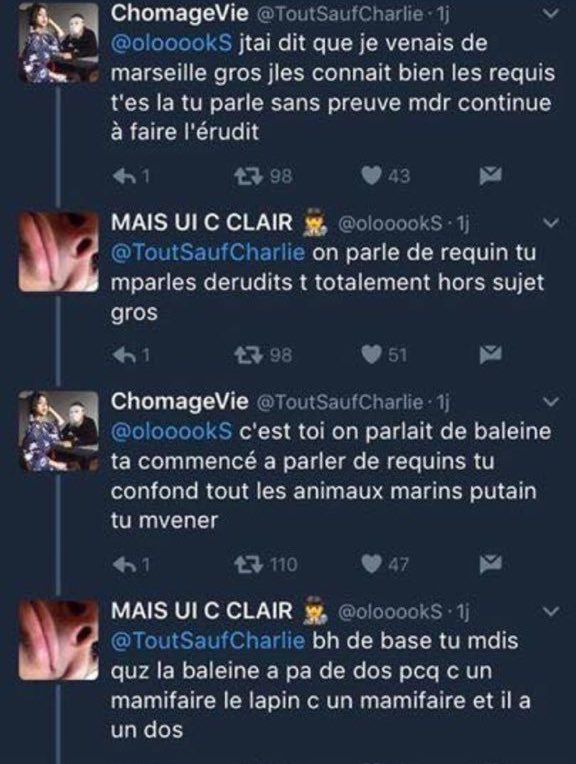 ChomageVie @ToutSaufCharlie · 1j
@olooookS jtai dit que je venais de
marseille gros jles connait bien les requis
t'es la tu parle sans preuve mdr continue
à faire l'érudit
1 98 43
MAIS UI C CLAIR @olooookS · 1j
@ToutSaufCharlie on parle de requin tu
mparles derudits t totalement hors sujet
gros
1 98 51
ChomageVie @ToutSaufCharlie · 1j
@olooookS c'est toi on parlait de baleine
ta commencé a parler de requins tu
confond tout les animaux marins putain
tu mvener
1 110 47
MAIS UI C CLAIR @olooookS · 1j
@ToutSaufCharlie bh de base tu mdis
quz la baleine a pa de dos pcq c un
mamifaire le lapin c un mamifaire et il a
un dos